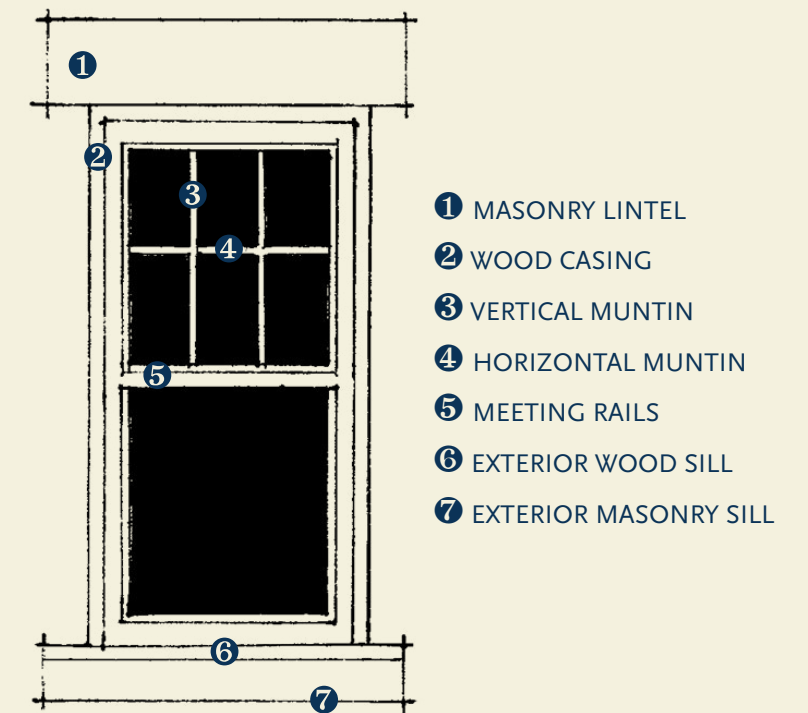 1
2
3
4
5
6
7
1 MASONRY LINTEL
2 WOOD CASING
3 VERTICAL MUNTIN
4 HORIZONTAL MUNTIN
5 MEETING RAILS
6 EXTERIOR WOOD SILL
7 EXTERIOR MASONRY SILL